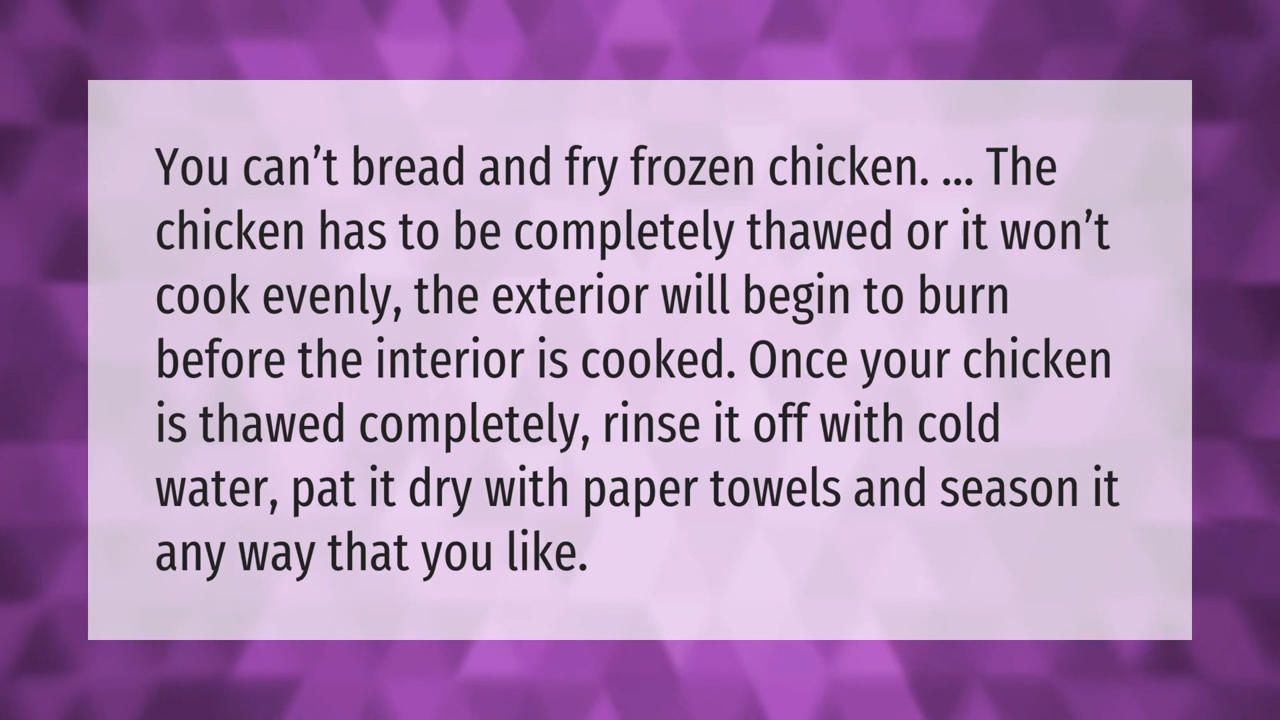 You can’t bread and fry frozen chicken. ... The
chicken has to be completely thawed or it won’t
cook evenly, the exterior will begin to burn
before the interior is cooked. Once your chicken
is thawed completely, rinse it off with cold
water, pat it dry with paper towels and season it
any way that you like.